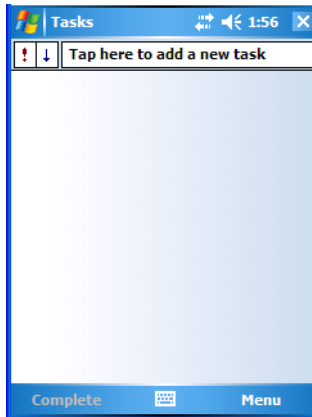 Tasks 1:56
! ↓ Tap here to add a new task
Complete Menu